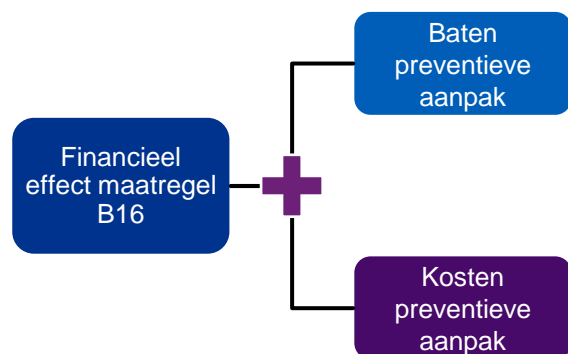 Baten
preventieve
aanpak
Financieel
effect maatregel
B16
Kosten
preventieve
aanpak